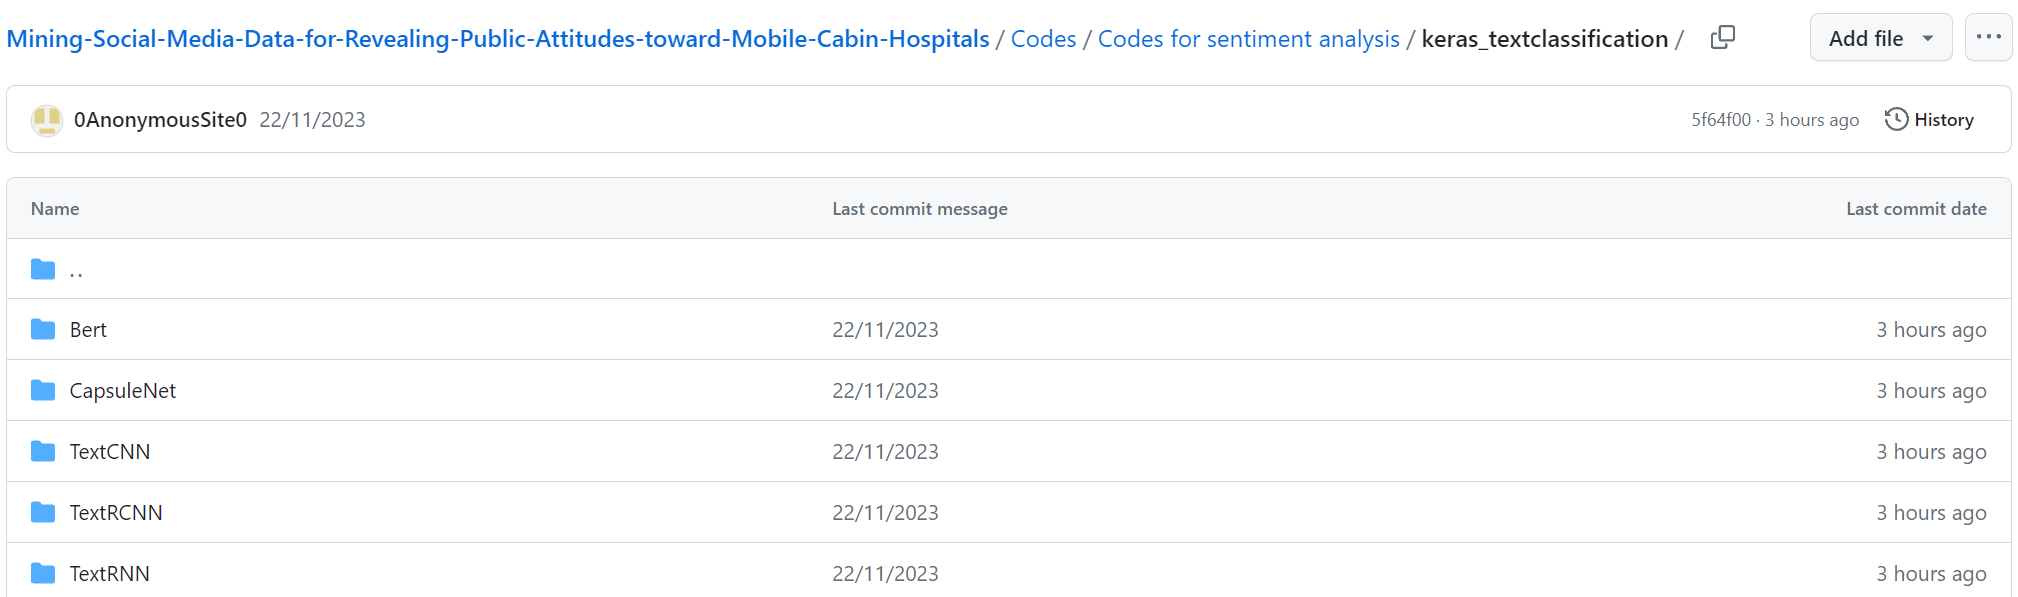 Mining-Social-Media-Data-for-Revealing-Public-Attitudes-toward-Mobile-Cabin-Hospitals / Codes / Codes for sentiment analysis / keras_textclassification / Add file ...
0AnonymousSite0 22/11/2023 5f64f00 · 3 hours ago History
Name Last commit message Last commit date
..
Bert 22/11/2023 3 hours ago
CapsuleNet 22/11/2023 3 hours ago
TextCNN 22/11/2023 3 hours ago
TextRCNN 22/11/2023 3 hours ago
TextRNN 22/11/2023 3 hours ago